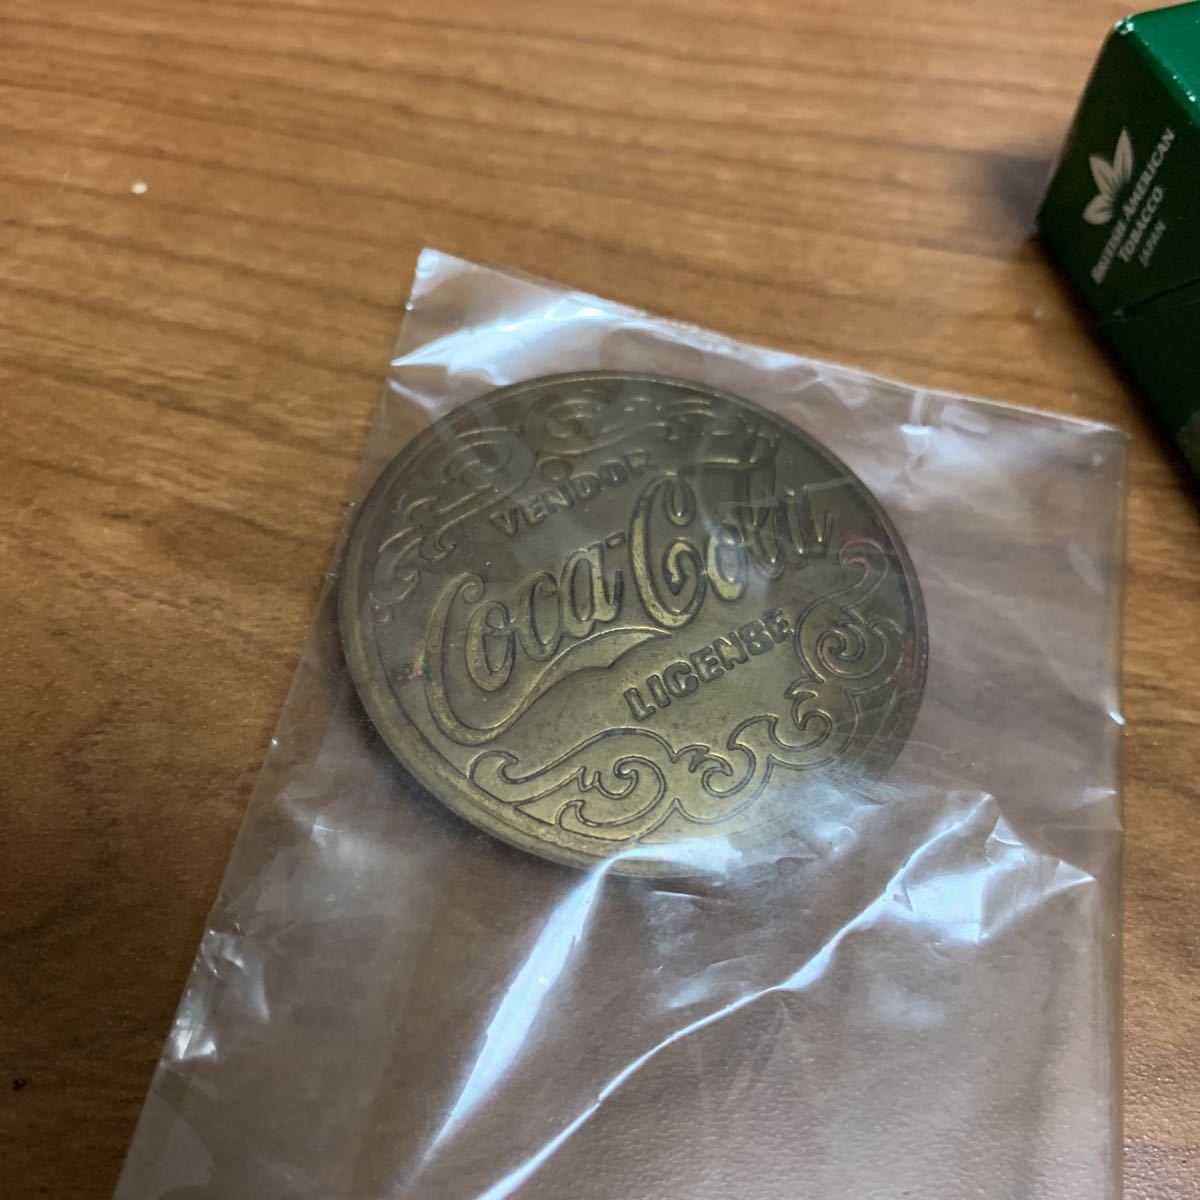 VENDOR
Coca-Cola
LICENSE
BRITISH AMERICAN
TOBACCO
JAPAN